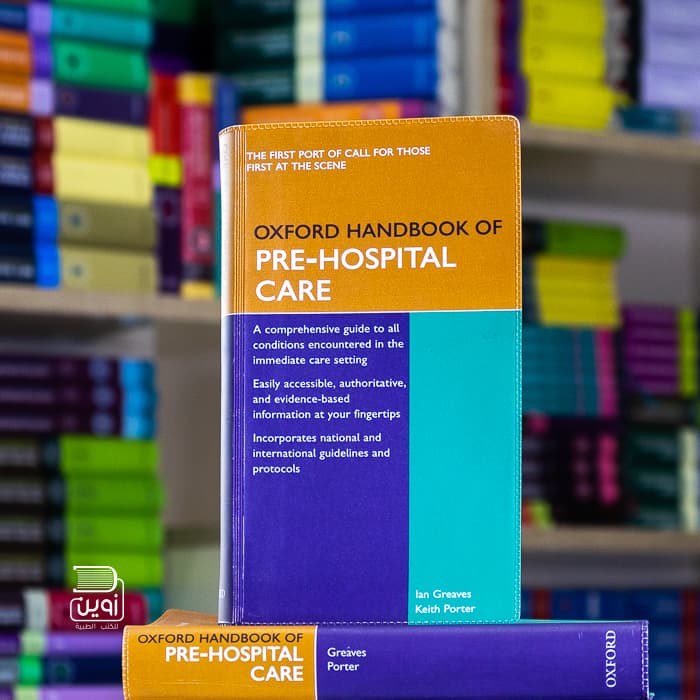 THE FIRST PORT OF CALL FOR THOSE
FIRST AT THE SCENE
OXFORD HANDBOOK OF
PRE-HOSPITAL
CARE
A comprehensive guide to all
conditions encountered in the
immediate care setting
Easily accessible, authoritative,
and evidence-based
information at your fingertips
Incorporates national and
international guidelines and
protocols
Ian Greaves
Keith Porter
OXFORD HANDBOOK OF
PRE-HOSPITAL
CARE
Greaves
Porter
OXFORD
نوين
للكتب الطبية